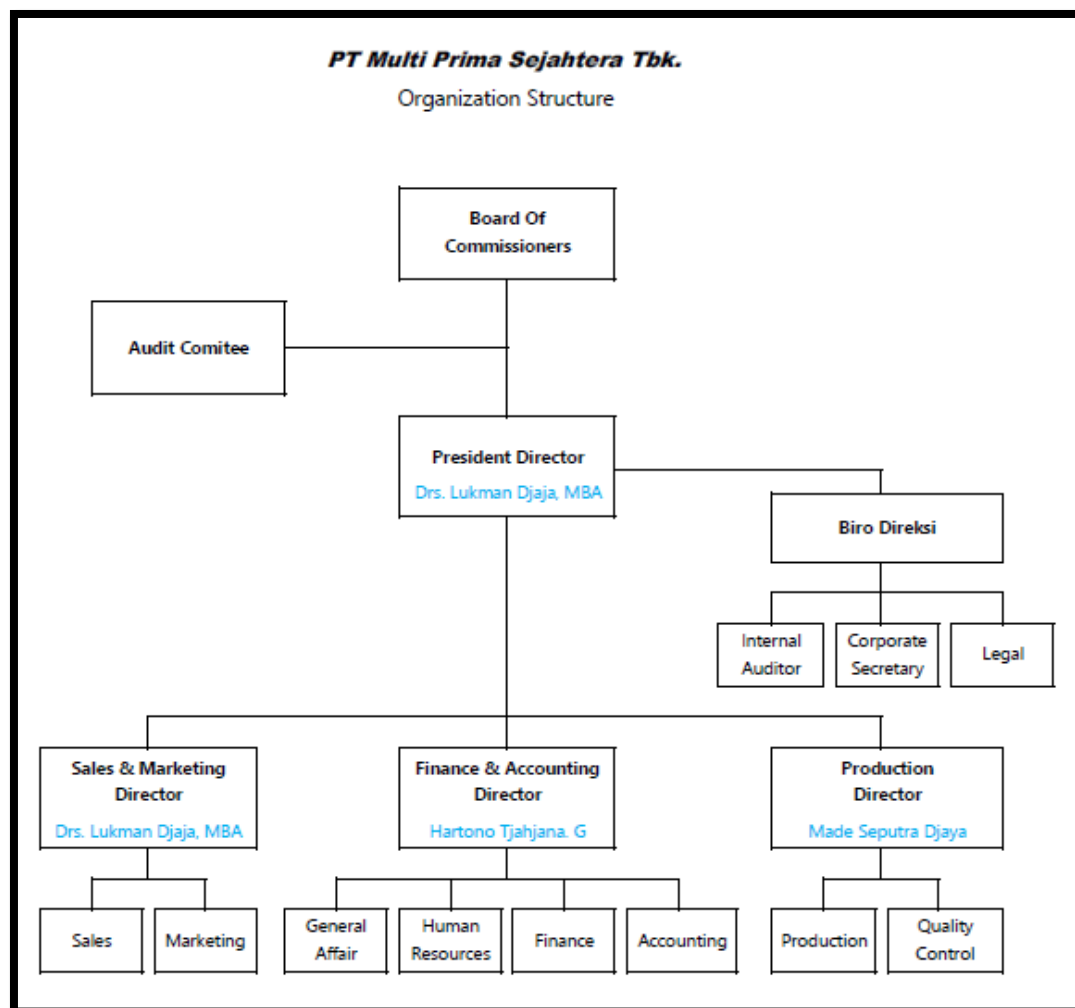 PT Multi Prima Sejahtera Tbk.
Organization Structure
Board Of
Commissioners
Audit Comitee
President Director
Drs. Lukman Djaja, MBA
Biro Direksi
Internal
Auditor
Corporate
Secretary
Legal
Sales & Marketing
Director
Drs. Lukman Djaja, MBA
Finance & Accounting
Director
Hartono Tjahjana. G
Production
Director
Made Seputra Djaya
Sales
Marketing
General
Affair
Human
Resources
Finance
Accounting
Production
Quality
Control